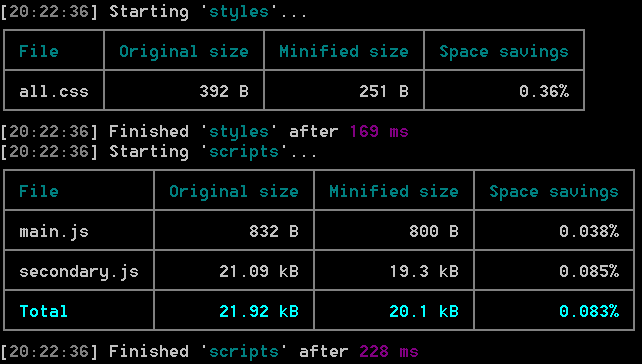 [20:22:36] Starting 'styles'...
File Original size Minified size Space savings
all.css 392 B 251 B 0.36%
[20:22:36] Finished 'styles' after 169 ms
[20:22:36] Starting 'scripts'...
File Original size Minified size Space savings
main.js 832 B 800 B 0.038%
secondary.js 21.09 kB 19.3 kB 0.085%
Total 21.92 kB 20.1 kB 0.083%
[20:22:36] Finished 'scripts' after 228 ms